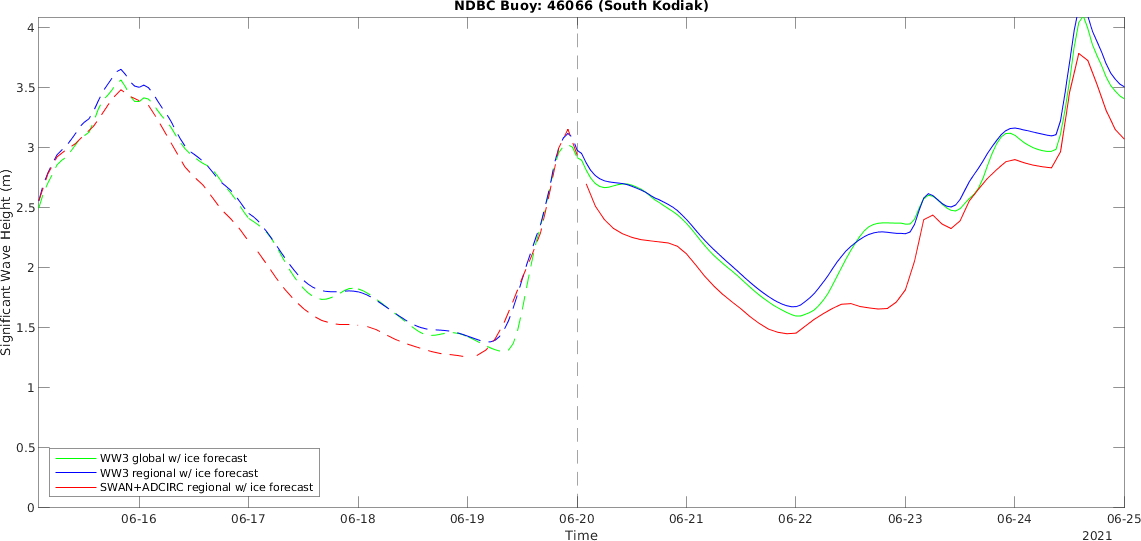 NDBC Buoy: 46066 (South Kodiak)
4
3.5
3
2.5
2
1.5
1
0.5
0
Significant Wave Height (m)
WW3 global w/ ice forecast
WW3 regional w/ ice forecast
SWAN+ADCIRC regional w/ ice forecast
06-16 06-17 06-18 06-19 06-20 06-21 06-22 06-23 06-24 06-25
Time
2021